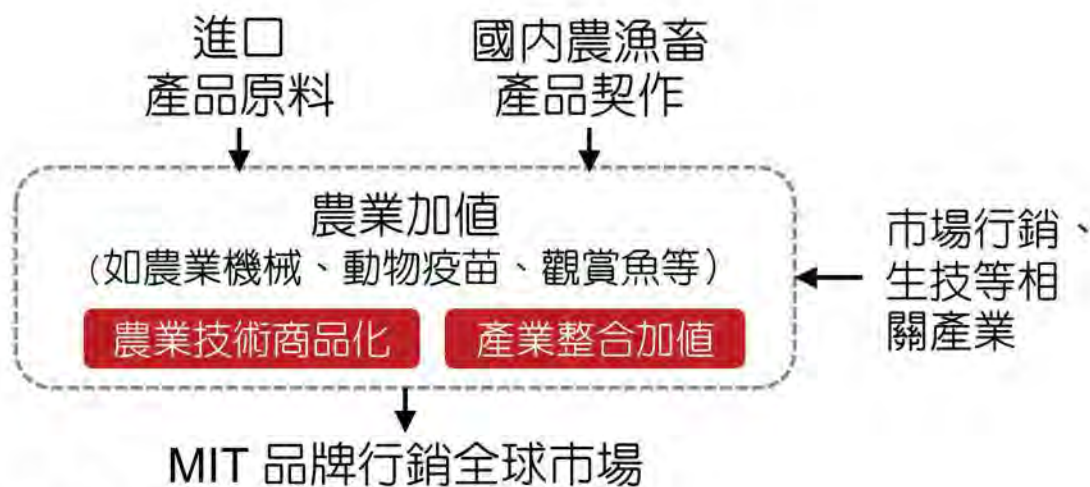 進口
產品原料
國內農漁畜
產品契作
農業加值
(如農業機械、動物疫苗、觀賞魚等)
農業技術商品化
產業整合加值
市場行銷、
生技等相
關產業
MIT 品牌行銷全球市場